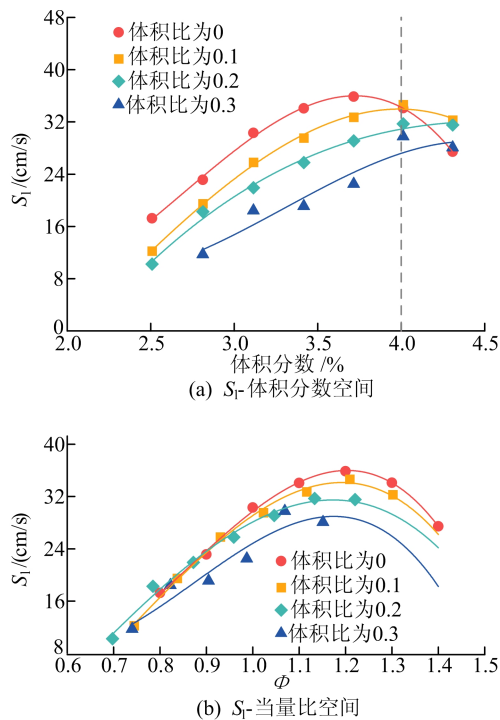 48
40
32
24
16
8
0
S₁/(cm/s)
体积比为0
体积比为0.1
体积比为0.2
体积比为0.3
2.0 2.5 3.0 3.5 4.0 4.5
体积分数 /%
(a) S₁-体积分数空间
40
32
24
16
8
S₁/(cm/s)
体积比为0
体积比为0.1
体积比为0.2
体积比为0.3
0.6 0.7 0.8 0.9 1.0 1.1 1.2 1.3 1.4 1.5
Φ
(b) S₁-当量比空间